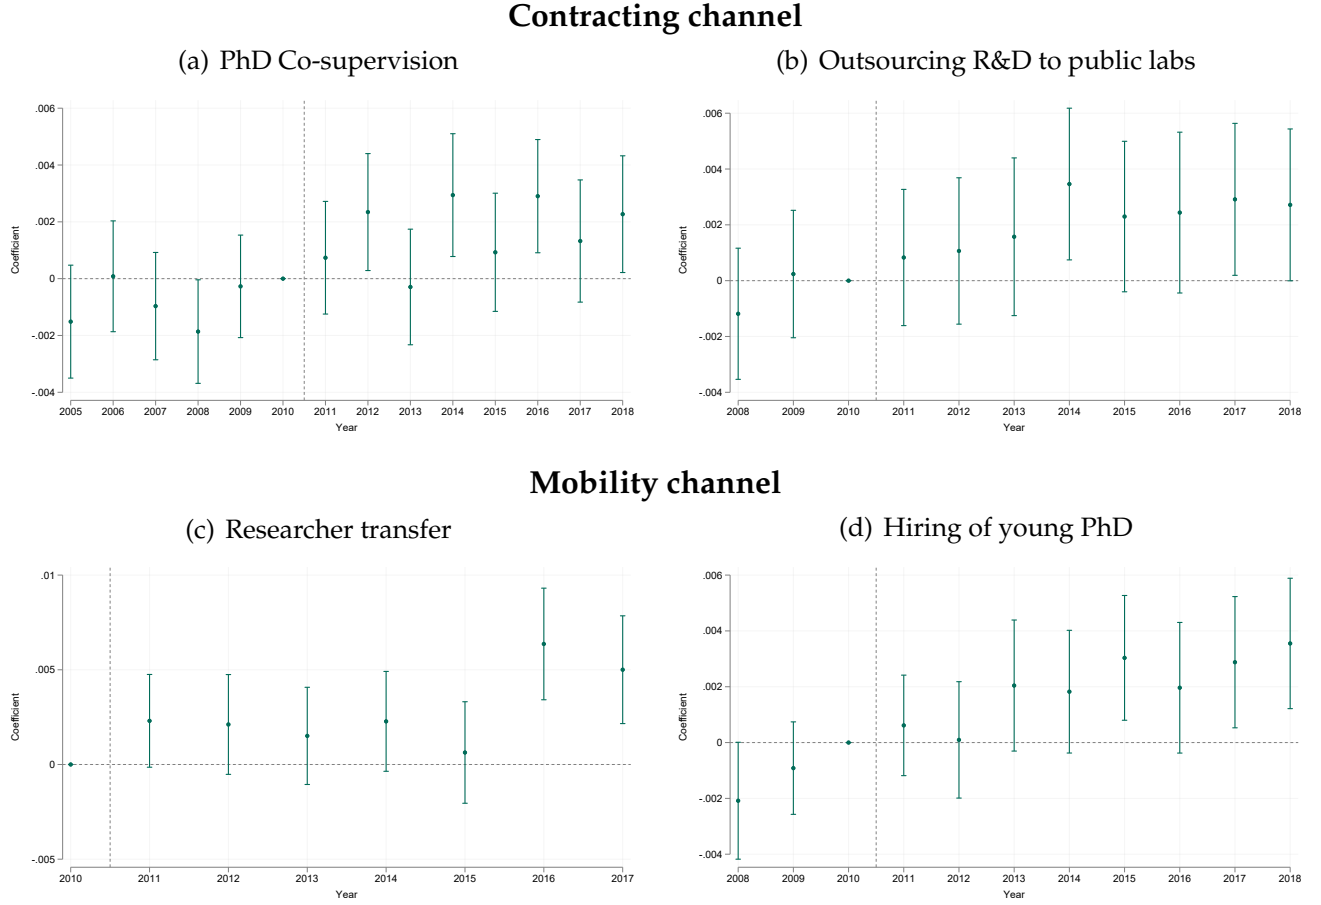 Contracting channel
(a) PhD Co-supervision
.006
.004
.002
0
-.002
-.004
Coefficient
2005 2006 2007 2008 2009 2010 2011 2012 2013 2014 2015 2016 2017 2018
Year
(b) Outsourcing R&D to public labs
.006
.004
.002
0
-.002
-.004
Coefficient
2008 2009 2010 2011 2012 2013 2014 2015 2016 2017 2018
Year
Mobility channel
(c) Researcher transfer
.01
.005
0
-.005
Coefficient
2010 2011 2012 2013 2014 2015 2016 2017
Year
(d) Hiring of young PhD
.006
.004
.002
0
-.002
-.004
Coefficient
2008 2009 2010 2011 2012 2013 2014 2015 2016 2017 2018
Year